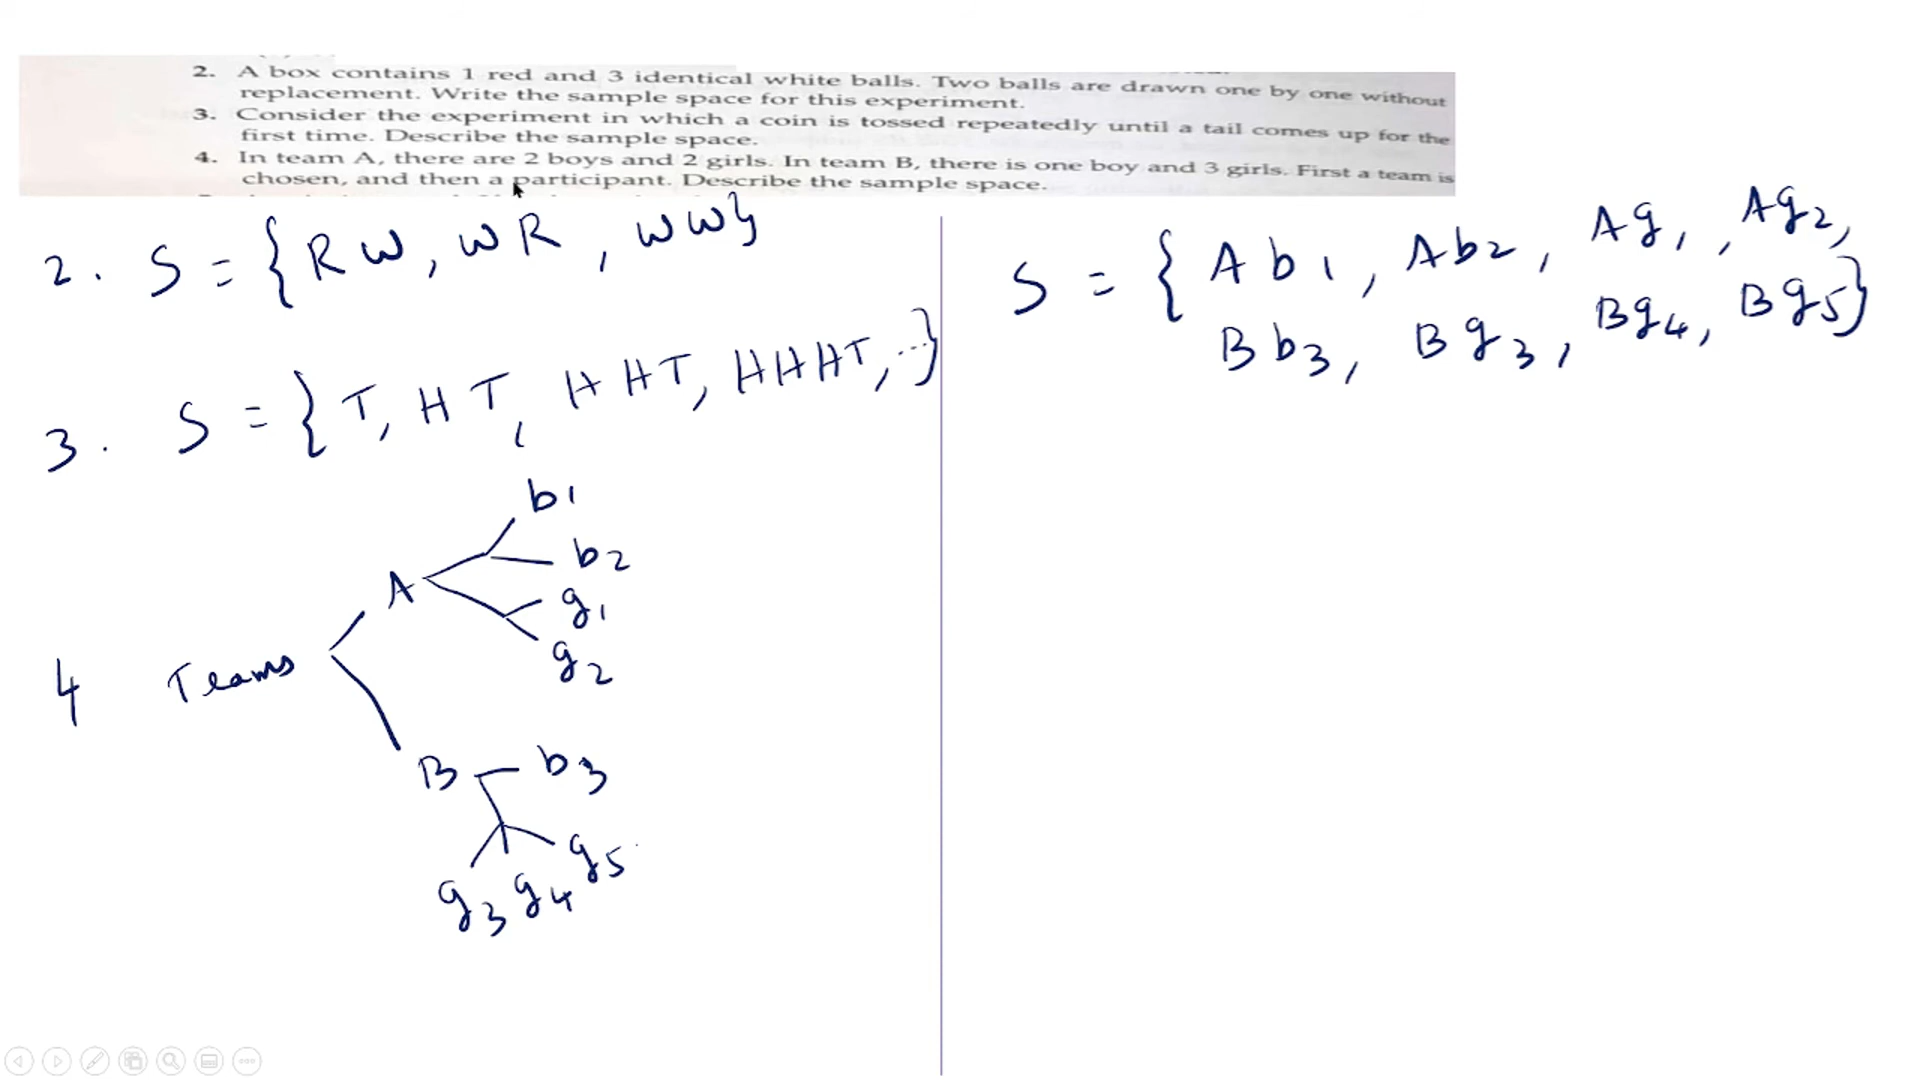 2. A box contains 1 red and 3 identical white balls. Two balls are drawn one by one without
replacement. Write the sample space for this experiment.
3. Consider the experiment in which a coin is tossed repeatedly until a tail comes up for the
first time. Describe the sample space.
4. In team A, there are 2 boys and 2 girls. In team B, there is one boy and 3 girls. First a team is
chosen, and then a participant. Describe the sample space.
2. S = {RW, WR, WW}
3. S = {T, HT, HHT, HHHT, ...}
4 Teams
A
b1
b2
g1
g2
B
b3
g3 g4 g5
S = {Ab1, Ab2, Ag1, Ag2,
Bb3, Bg3, Bg4, Bg5}